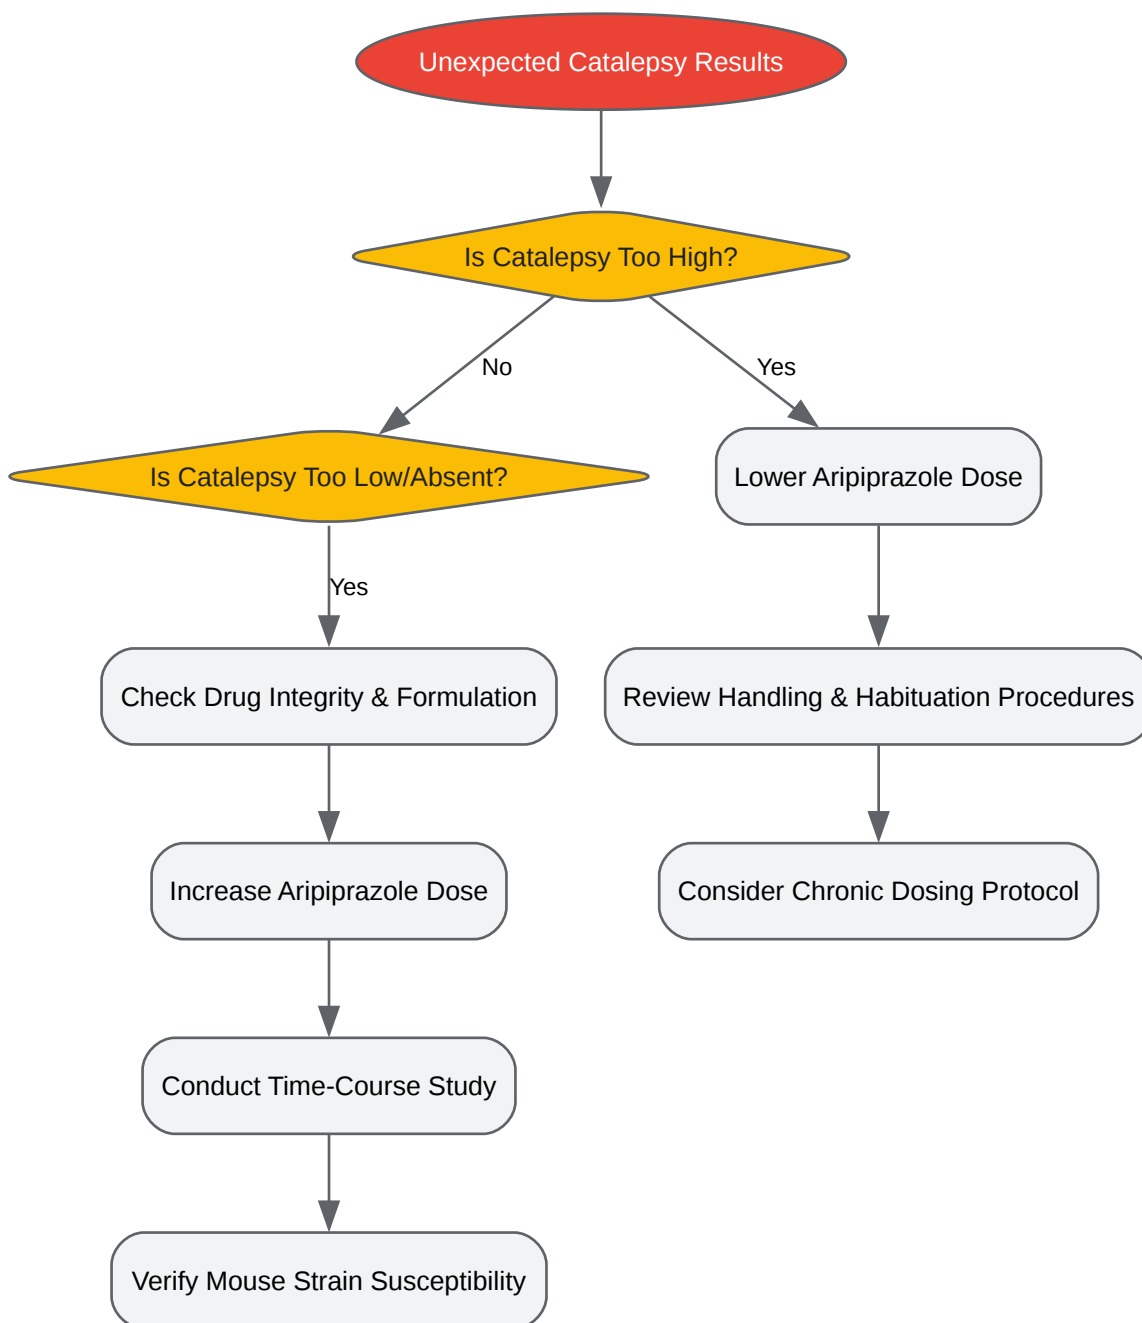 Unexpected Catalepsy Results
Is Catalepsy Too High?
No
Yes
Is Catalepsy Too Low/Absent?
Lower Aripiprazole Dose
Yes
Check Drug Integrity & Formulation
Review Handling & Habituation Procedures
Increase Aripiprazole Dose
Consider Chronic Dosing Protocol
Conduct Time-Course Study
Verify Mouse Strain Susceptibility